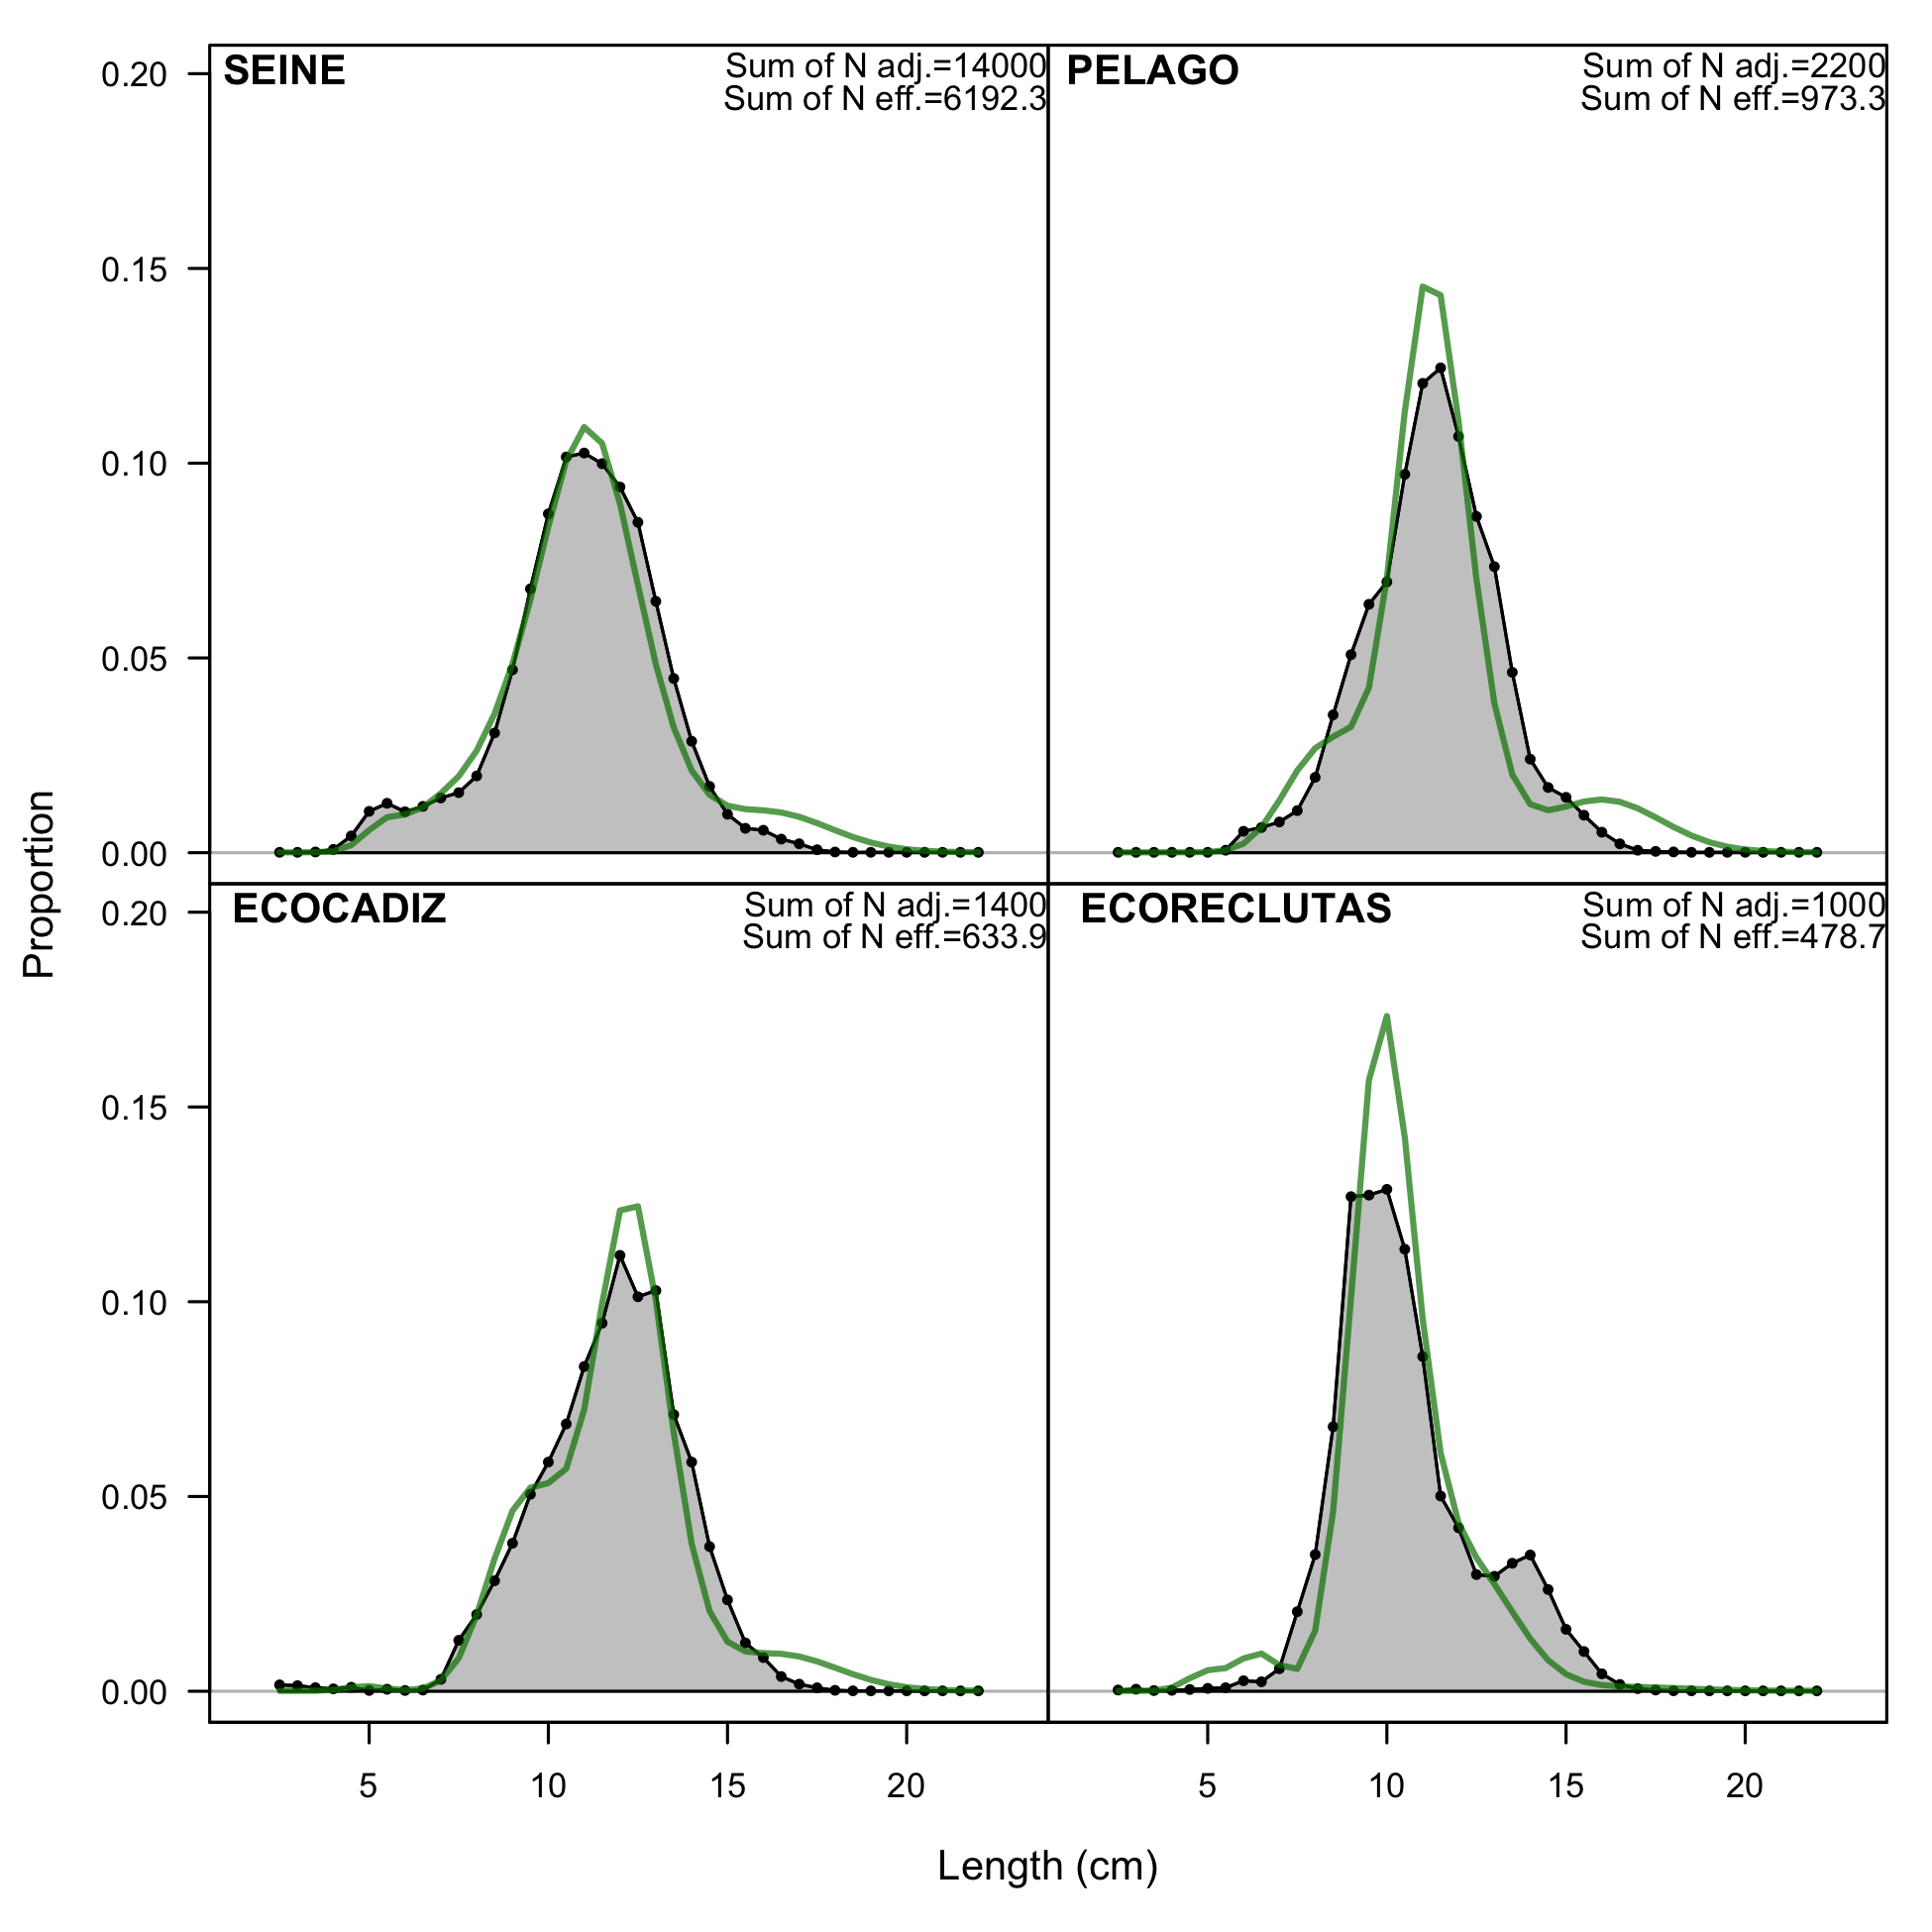 SEINE
Sum of N adj.=14000
Sum of N eff.=6192.3
PELAGO
Sum of N adj.=2200
Sum of N eff.=973.3
0.20
0.15
0.10
0.05
0.00
ECOCADIZ
Sum of N adj.=1400
Sum of N eff.=633.9
ECORECLUTAS
Sum of N adj.=1000
Sum of N eff.=478.7
0.20
0.15
0.10
0.05
0.00
Proportion
5 10 15 20
5 10 15 20
Length (cm)